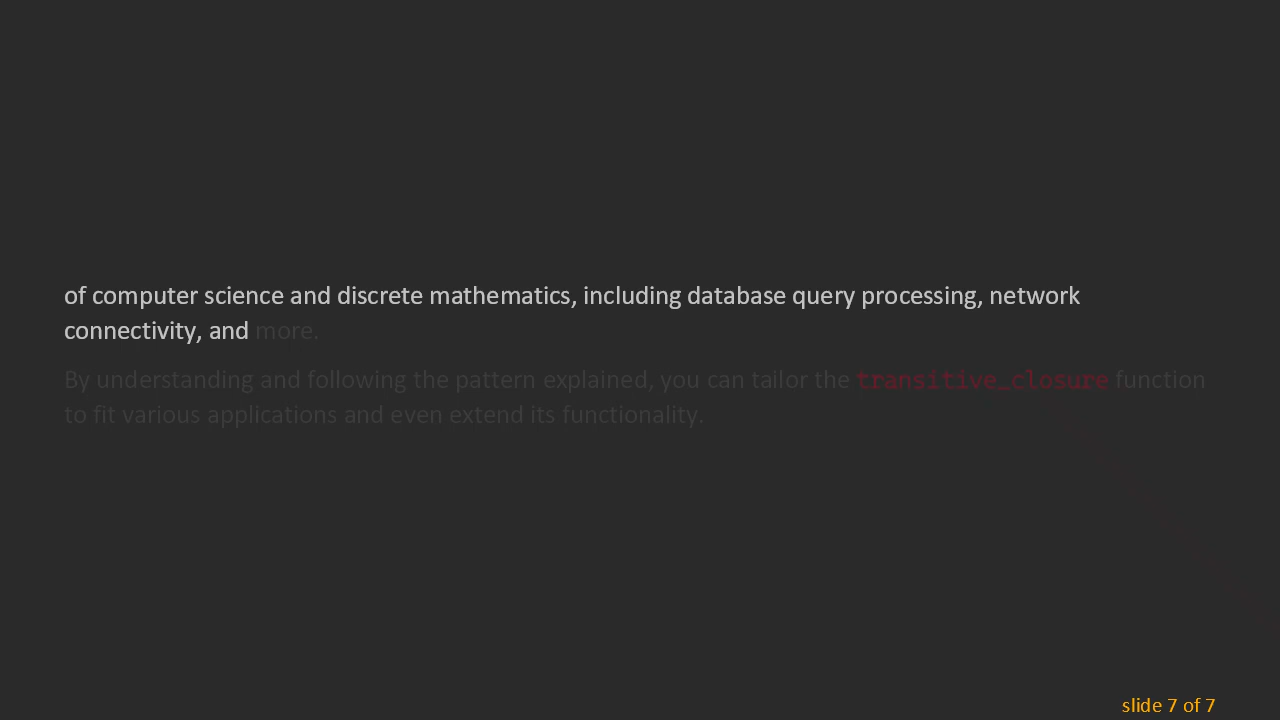 of computer science and discrete mathematics, including database query processing, network
connectivity, and more.
By understanding and following the pattern explained, you can tailor the transitive_closure function
to fit various applications and even extend its functionality.
slide 7 of 7